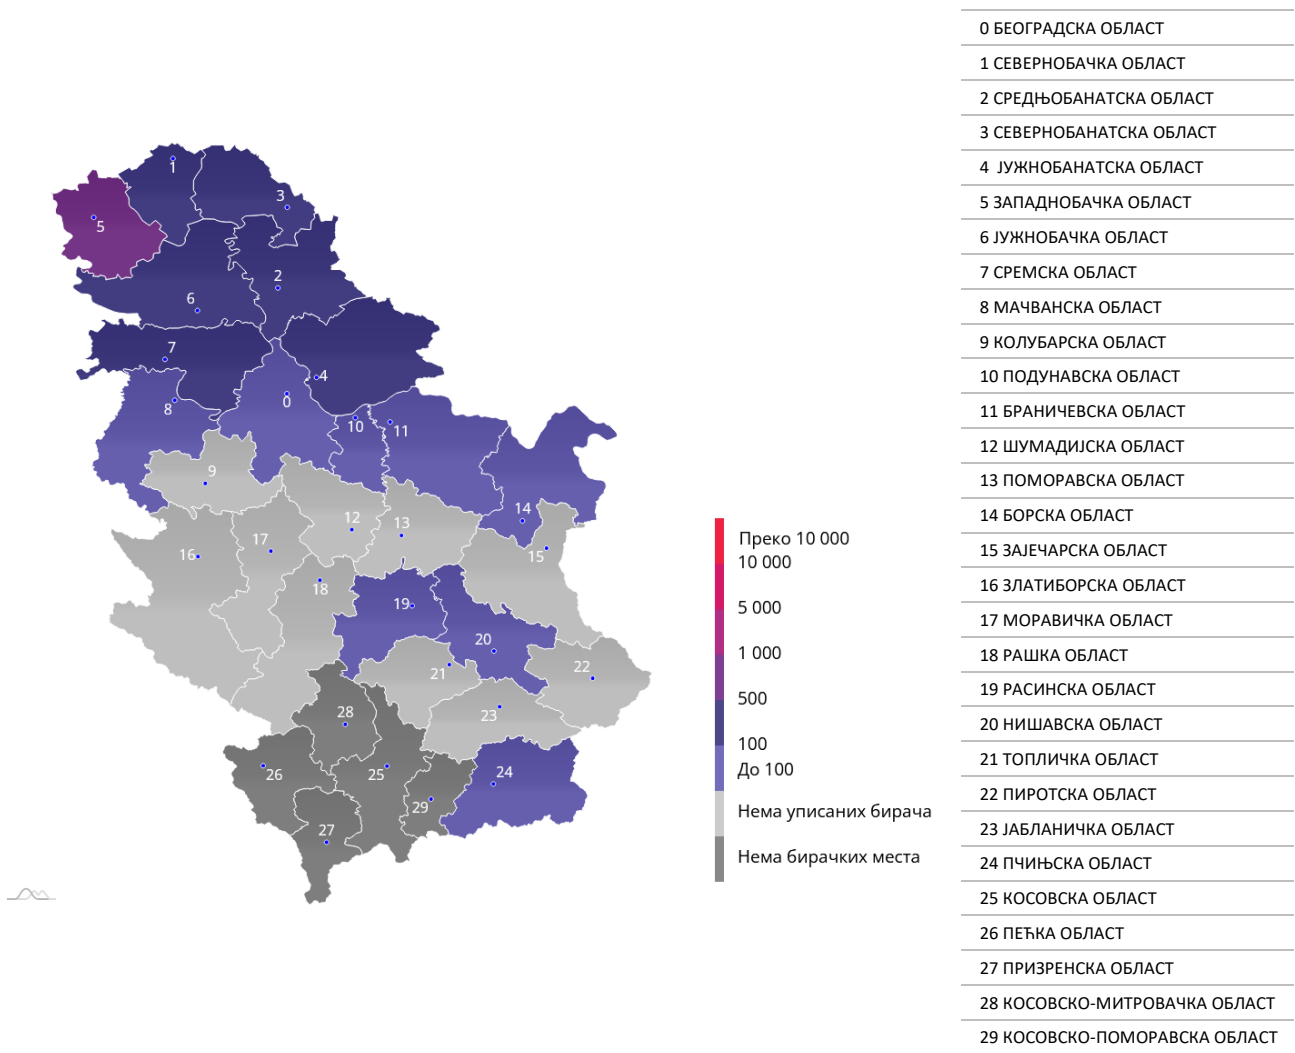 0 БЕОГРАДСКА ОБЛАСТ
1 СЕВЕРНОБАЧКА ОБЛАСТ
2 СРЕДЊОБАНАТСКА ОБЛАСТ
3 СЕВЕРНОБАНАТСКА ОБЛАСТ
4 ЈУЖНОБАНАТСКА ОБЛАСТ
5 ЗАПАДНОБАЧКА ОБЛАСТ
6 ЈУЖНОБАЧКА ОБЛАСТ
7 СРЕМСКА ОБЛАСТ
8 МАЧВАНСКА ОБЛАСТ
9 КОЛУБАРСКА ОБЛАСТ
10 ПОДУНАВСКА ОБЛАСТ
11 БРАНИЧЕВСКА ОБЛАСТ
12 ШУМАДИЈСКА ОБЛАСТ
13 ПОМОРАВСКА ОБЛАСТ
14 БОРСКА ОБЛАСТ
15 ЗАЈЕЧАРСКА ОБЛАСТ
16 ЗЛАТИБОРСКА ОБЛАСТ
17 МОРАВИЧКА ОБЛАСТ
18 РАШКА ОБЛАСТ
19 РАСИНСКА ОБЛАСТ
20 НИШАВСКА ОБЛАСТ
21 ТОПЛИЧКА ОБЛАСТ
22 ПИРОТСКА ОБЛАСТ
23 ЈАБЛАНИЧКА ОБЛАСТ
24 ПЧИЊСКА ОБЛАСТ
25 КОСОВСКА ОБЛАСТ
26 ПЕЋКА ОБЛАСТ
27 ПРИЗРЕНСКА ОБЛАСТ
28 КОСОВСКО-МИТРОВАЧКА ОБЛАСТ
29 КОСОВСКО-ПОМОРАВСКА ОБЛАСТ
1
3
5
2
6
7
4
0
8
10
11
9
14
12
13
17
16
15
18
19
20
22
21
28
23
26
25
24
29
27
Преко 10 000
10 000
5 000
1 000
500
100
До 100
Нема уписаних бирача
Нема бирачких места